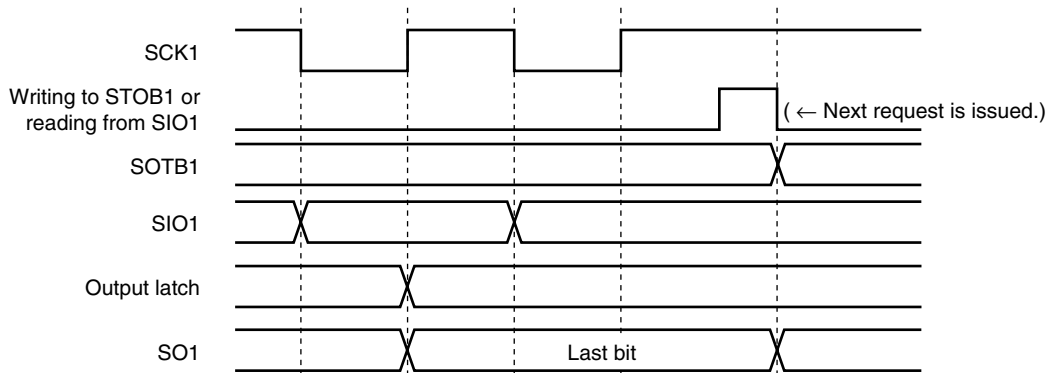 SCK1
Writing to STOB1 or
reading from SIO1
( ← Next request is issued.)
SOTB1
SIO1
Output latch
SO1
Last bit